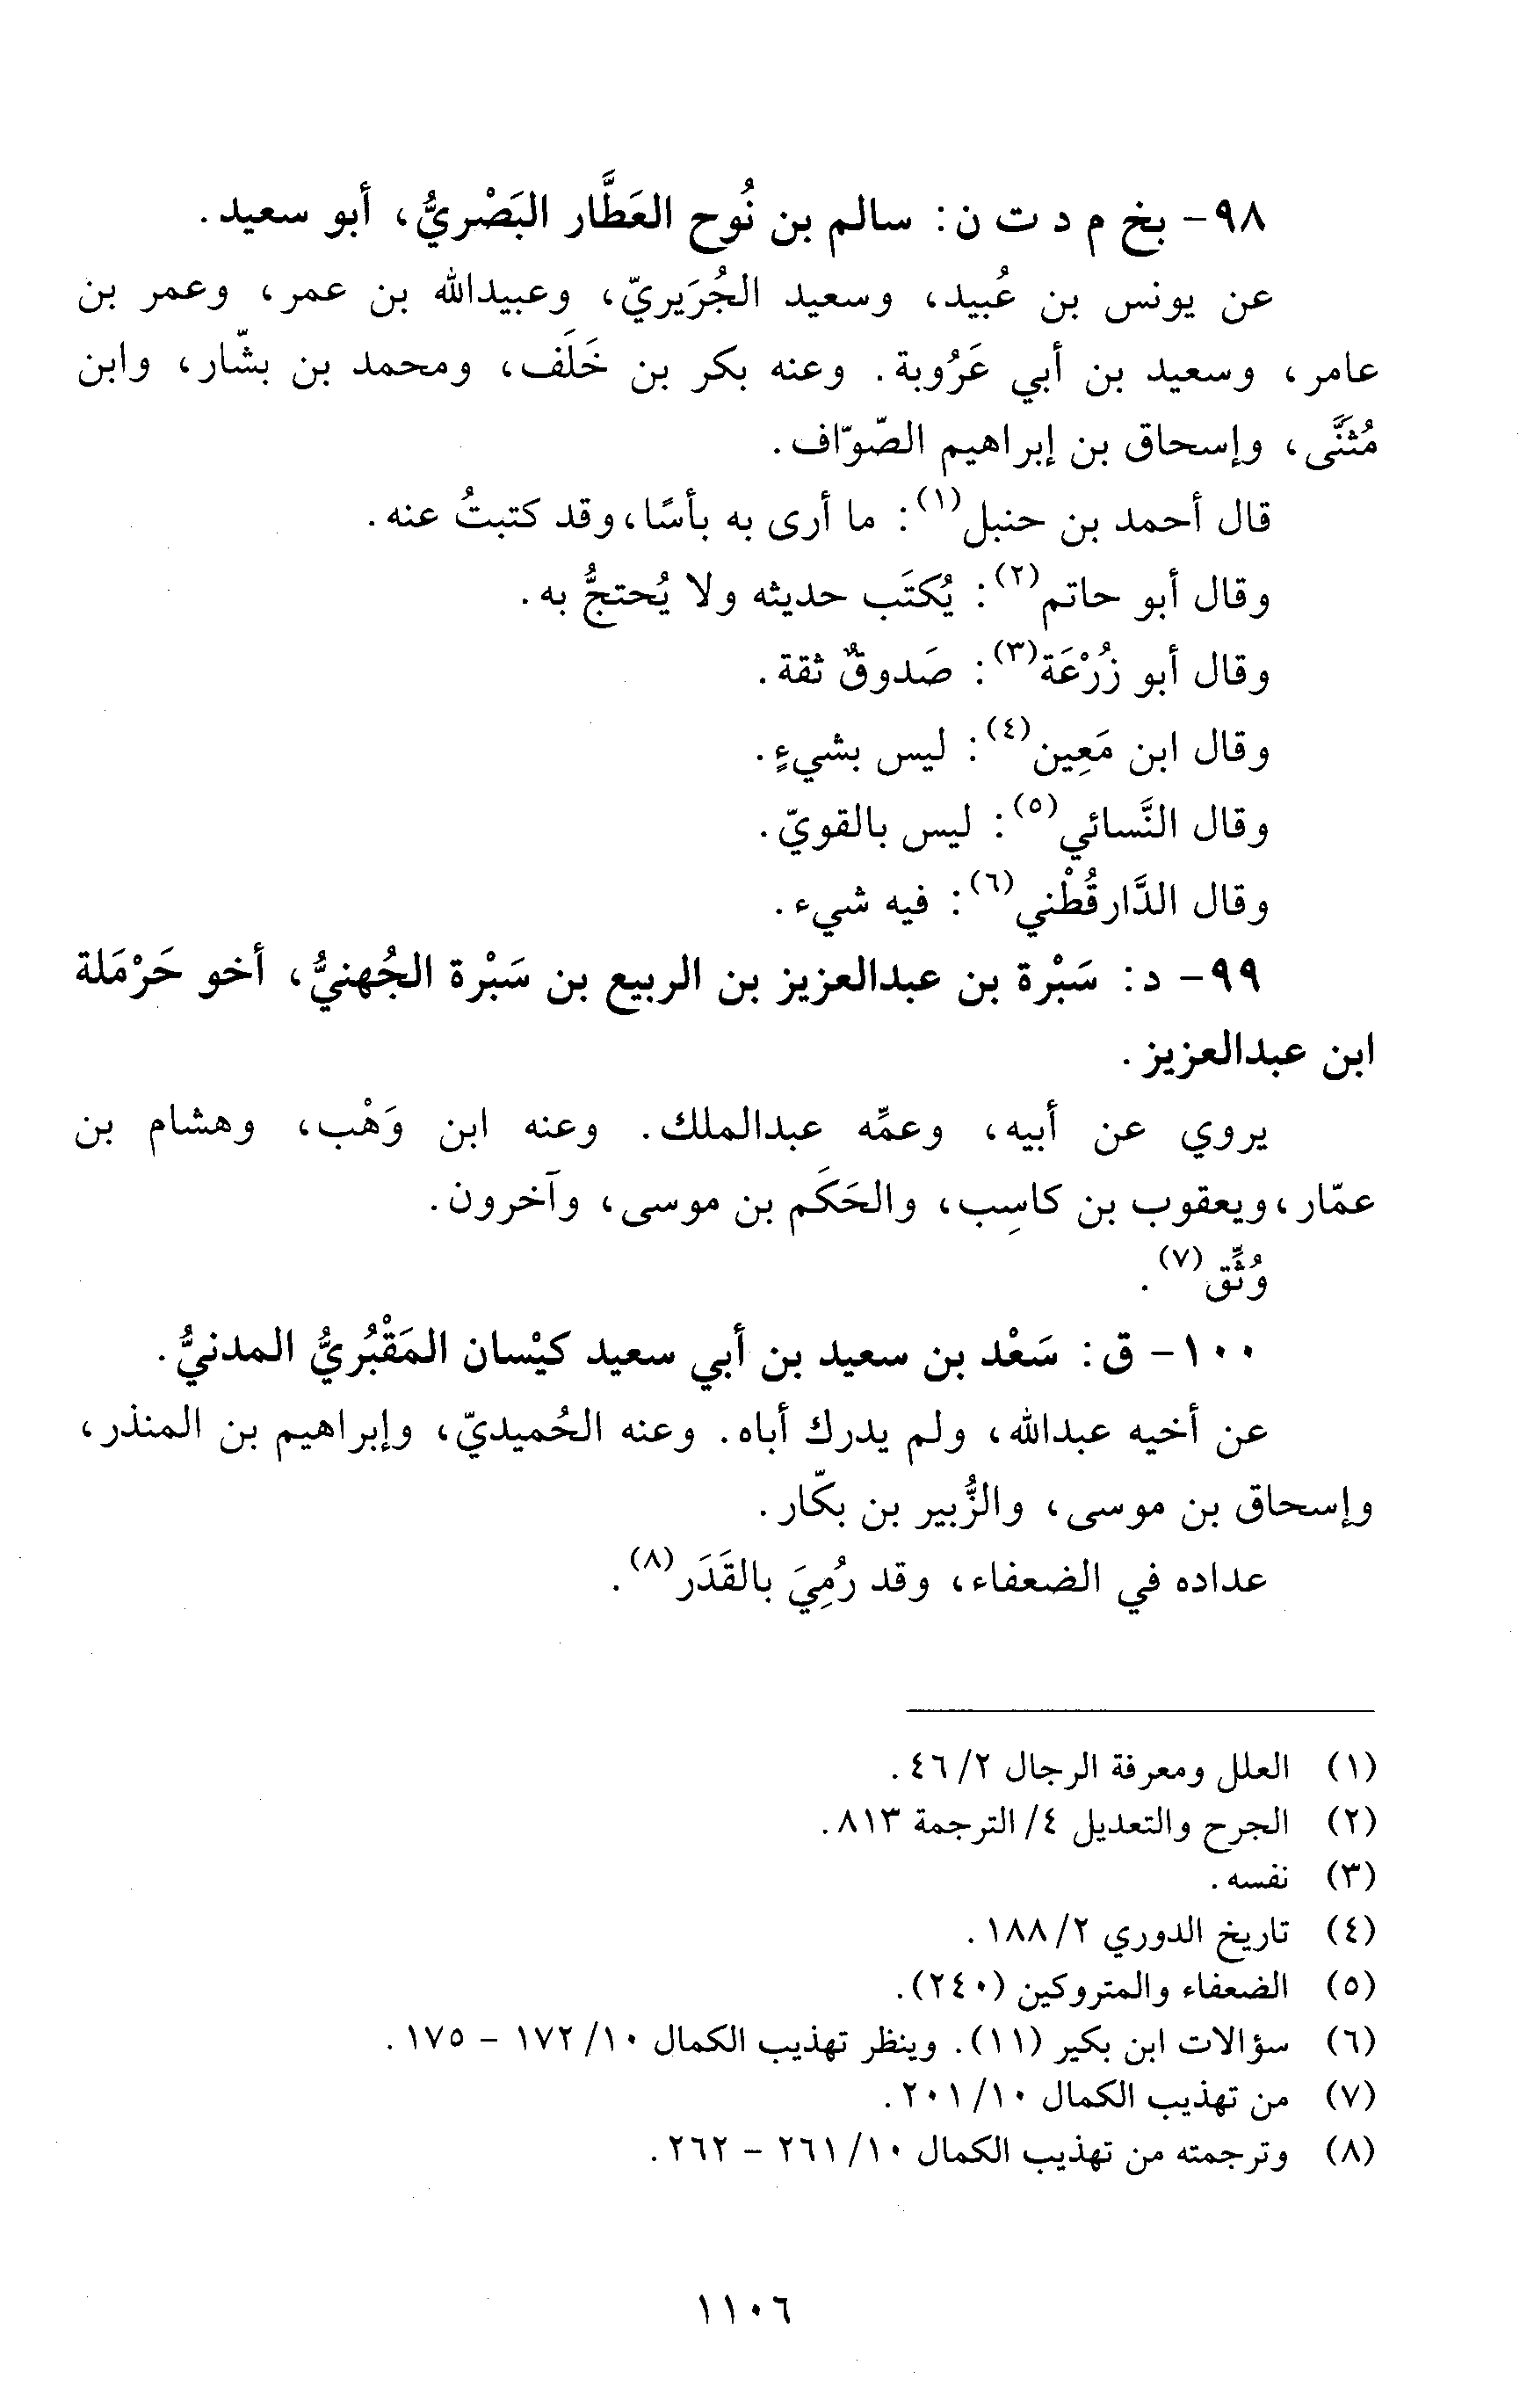 ٩٨- بخ م د ت ن: سالم بن نُوح العَطَّار البَصْريُّ، أبو سعيد.
عن يونس بن عُبيد، وسعيد الجُرَيريّ، وعبيدالله بن عمر، وعمر بن
عامر، وسعيد بن أبي عَرُوبة. وعنه بكر بن خَلَف، ومحمد بن بشّار، وابن
مُثنَّى، وإسحاق بن إبراهيم الصّوّاف.
قال أحمد بن حنبل(١): ما أرى به بأسًا، وقد كتبتُ عنه.
وقال أبو حاتم(٢): يُكتَب حديثه ولا يُحتجُّ به.
وقال أبو زُرْعَة(٣): صَدوقٌ ثقة.
وقال ابن مَعِين(٤): ليس بشيءٍ.
وقال النَّسائي(٥): ليس بالقويّ.
وقال الدَّارقُطْني(٦): فيه شيء.
٩٩- د: سَبْرة بن عبدالعزيز بن الربيع بن سَبْرة الجُهنيُّ، أخو حَرْمَلة
ابن عبدالعزيز.
يروي عن أبيه، وعمِّه عبدالملك. وعنه ابن وَهْب، وهشام بن
عمّار، ويعقوب بن كاسِب، والحَكَم بن موسى، وآخرون.
وُثِّق(٧).
١٠٠- ق: سَعْد بن سعيد بن أبي سعيد كيْسان المَقْبُريُّ المدنيُّ.
عن أخيه عبدالله، ولم يدرك أباه. وعنه الحُميديّ، وإبراهيم بن المنذر،
وإسحاق بن موسى، والزُّبير بن بكّار.
عداده في الضعفاء، وقد رُمِيَ بالقَدَر(٨).
(١) العلل ومعرفة الرجال ٢/ ٤٦.
(٢) الجرح والتعديل ٤/ الترجمة ٨١٣.
(٣) نفسه.
(٤) تاريخ الدوري ٢/ ١٨٨.
(٥) الضعفاء والمتروكين (٢٤٠).
(٦) سؤالات ابن بكير (١١). وينظر تهذيب الكمال ١٠/ ١٧٢ - ١٧٥.
(٧) من تهذيب الكمال ١٠/ ٢٠١.
(٨) وترجمته من تهذيب الكمال ١٠/ ٢٦١ - ٢٦٢.
١١٠٦